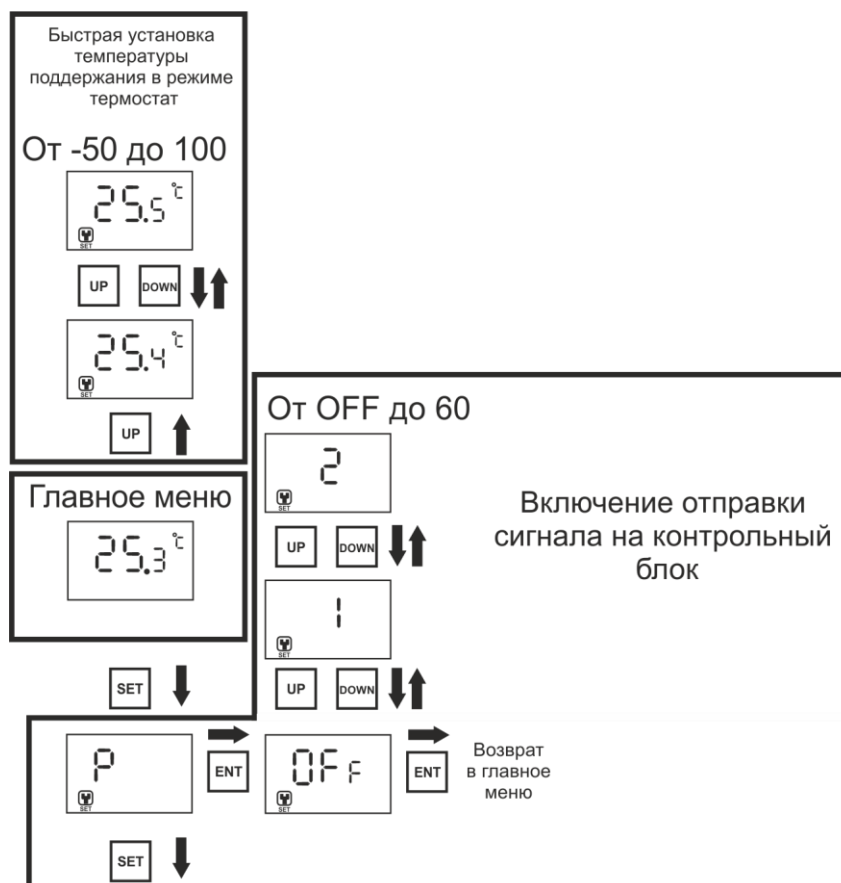 Быстрая установка
температуры
поддержания в режиме
термостат
От -50 до 100
25.5 °C
SET
UP DOWN
25.4 °C
SET
UP
Главное меню
25.3 °C
SET
От OFF до 60
2
SET
UP DOWN
1
SET
UP DOWN
Включение отправки
сигнала на контрольный
блок
P
SET
ENT
OFF
SET
ENT
Возврат
в главное
меню
SET